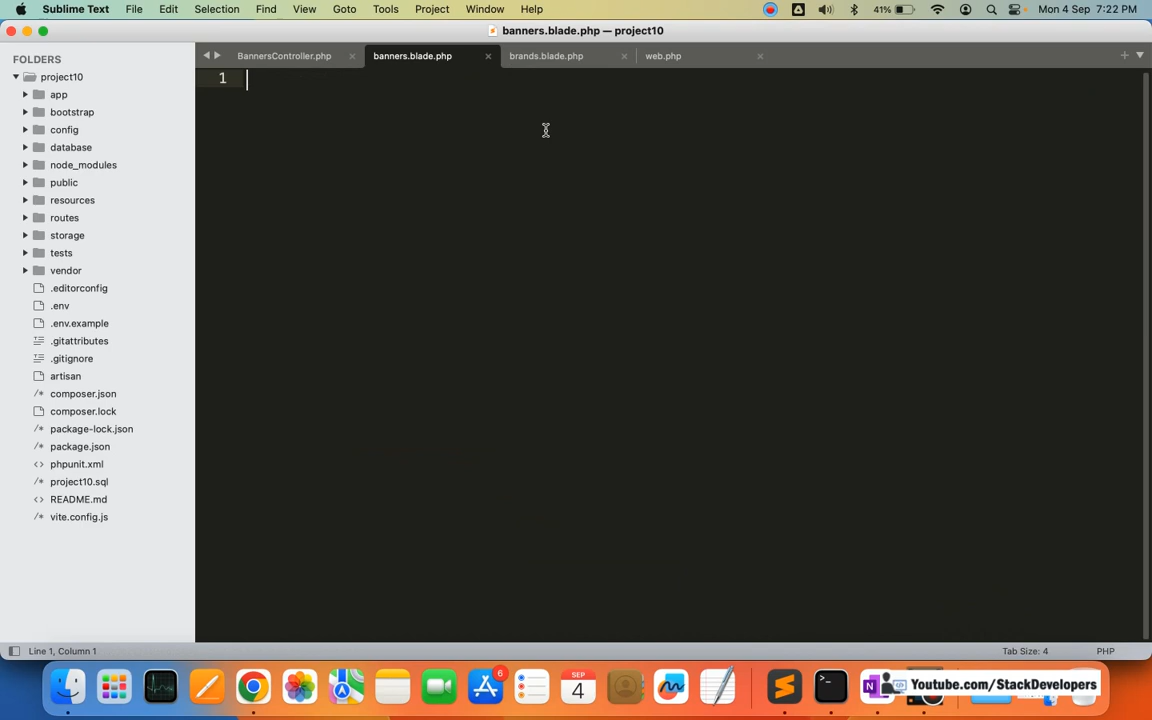 Sublime Text File Edit Selection Find View Goto Tools Project Window Help 41% Mon 4 Sep 7:22 PM
banners.blade.php — project10
FOLDERS
project10
app
bootstrap
config
database
node_modules
public
resources
routes
storage
tests
vendor
.editorconfig
.env
.env.example
.gitattributes
.gitignore
artisan
composer.json
composer.lock
package-lock.json
package.json
phpunit.xml
project10.sql
README.md
vite.config.js
BannersController.php banners.blade.php brands.blade.php web.php
1
Line 1, Column 1 Tab Size: 4 PHP
6
SEP
4
Youtube.com/StackDevelopers